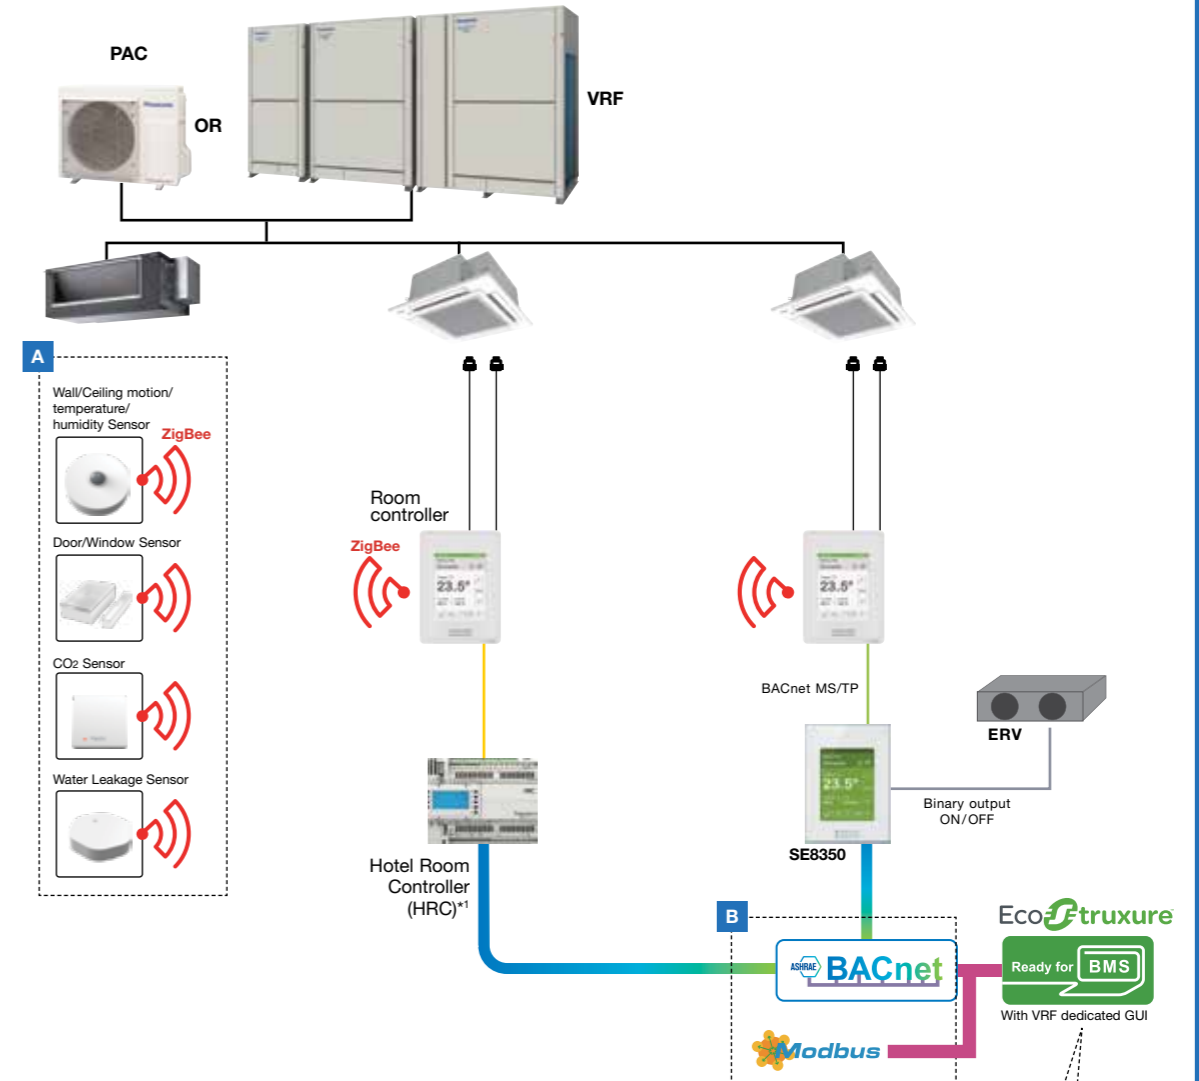 PAC
OR
VRF
A
Wall/Ceiling motion/
temperature/
humidity Sensor
ZigBee
Door/Window Sensor
CO2 Sensor
Water Leakage Sensor
Room
controller
ZigBee
23.5°
23.5°
BACnet MS/TP
ERV
23.5°
Binary output
ON/OFF
SE8350
Hotel Room
Controller
(HRC)*1
B
EcoStruxure
ASHRAE BACnet
Ready for BMS
With VRF dedicated GUI
Modbus